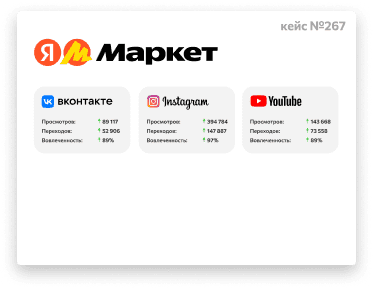 кейс №267
Я М Маркет
вконтакте
Просмотров: ↑ 89 117
Переходов: ↑ 52 906
Вовлеченность: ↑ 89%
Instagram
Просмотров: ↑ 394 784
Переходов: ↑ 147 887
Вовлеченность: ↑ 97%
YouTube
Просмотров: ↑ 143 668
Переходов: ↑ 73 558
Вовлеченность: ↑ 89%